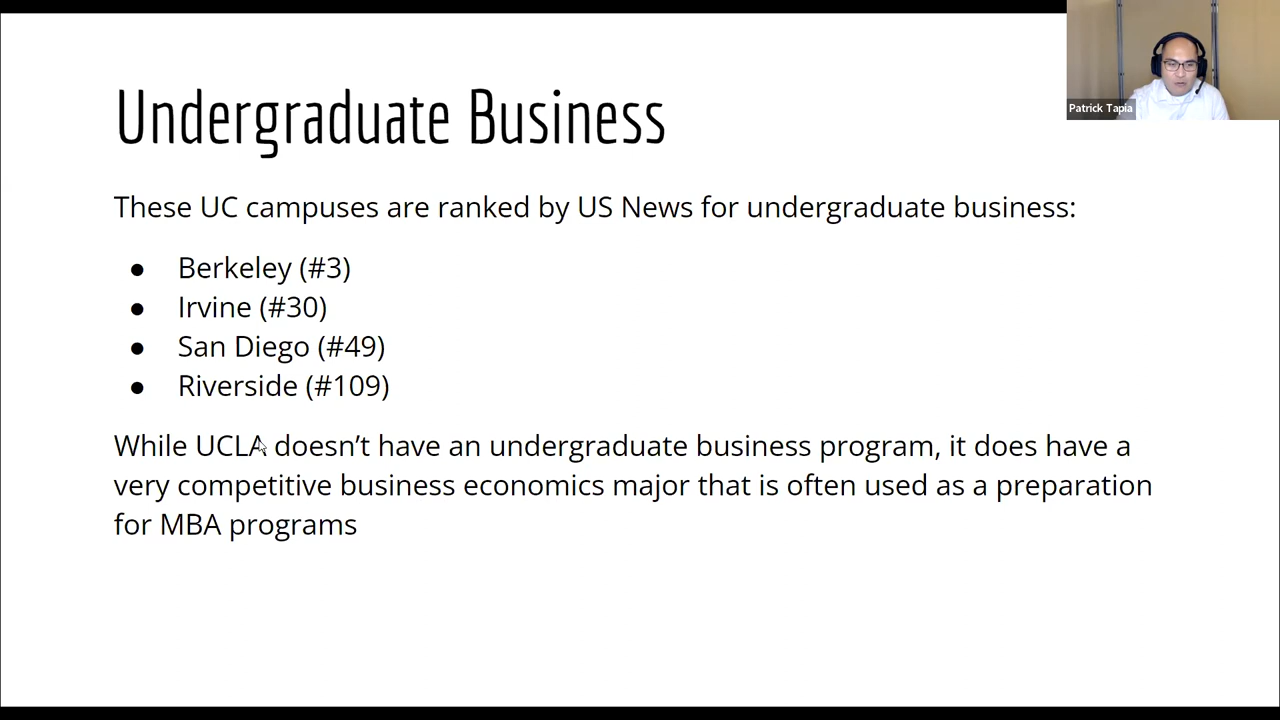 Undergraduate Business
Patrick Tapia
These UC campuses are ranked by US News for undergraduate business:
● Berkeley (#3)
● Irvine (#30)
● San Diego (#49)
● Riverside (#109)
While UCLA doesn’t have an undergraduate business program, it does have a
very competitive business economics major that is often used as a preparation
for MBA programs